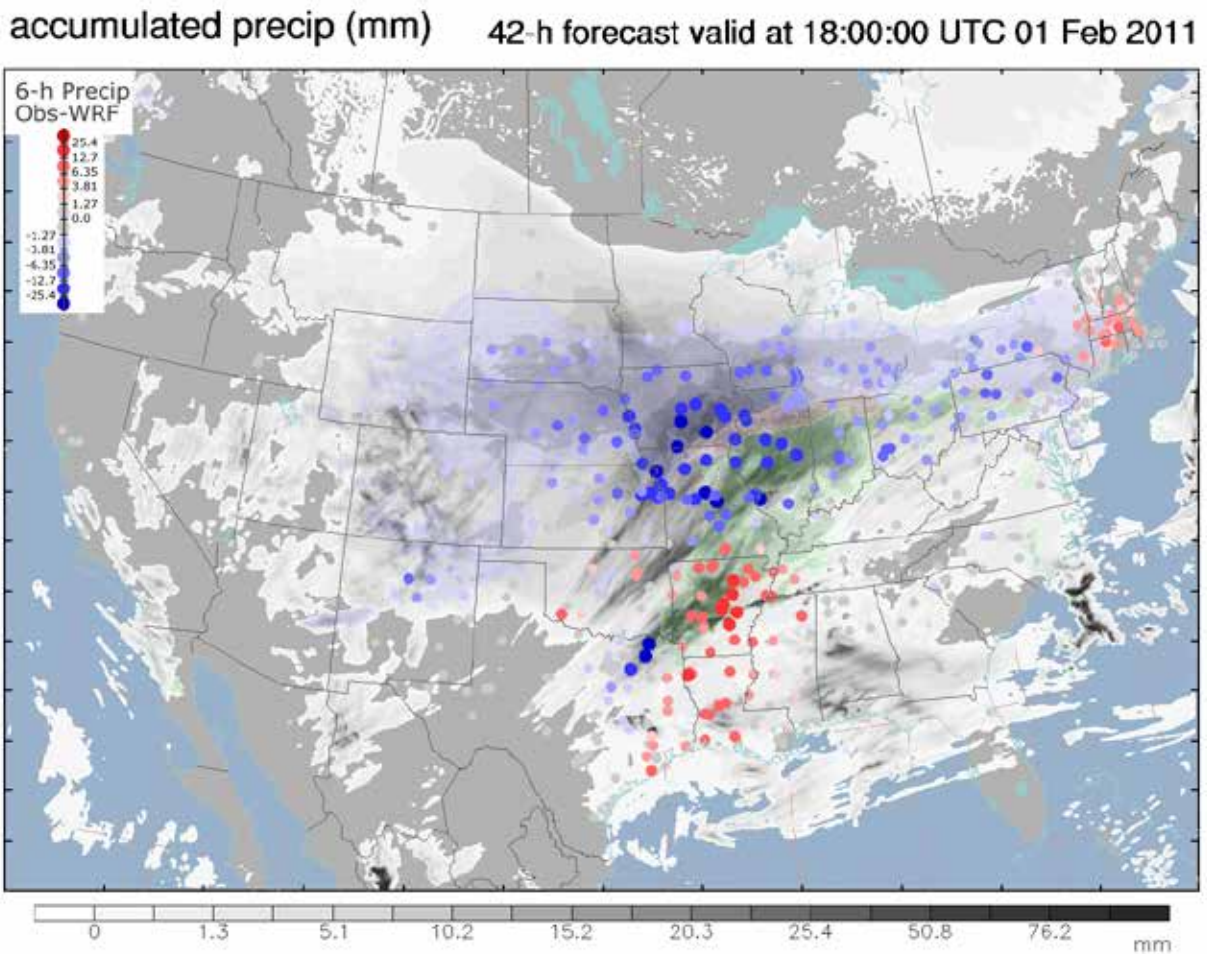 accumulated precip (mm) 42-h forecast valid at 18:00:00 UTC 01 Feb 2011
6-h Precip
Obs-WRF
25.4
12.7
6.35
3.81
1.27
0.0
-1.27
-3.81
-6.35
-12.7
-25.4
0 1.3 5.1 10.2 15.2 20.3 25.4 50.8 76.2
mm